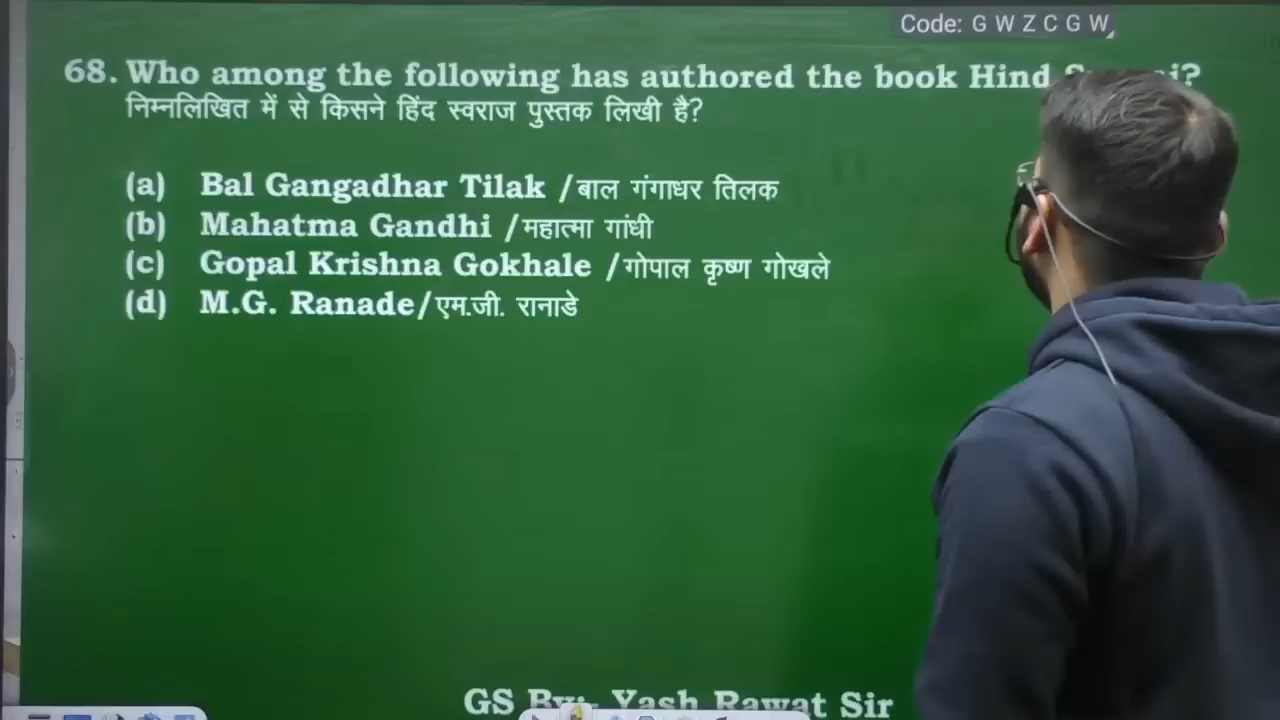 Code: G W Z C G W
68. Who among the following has authored the book Hind
निम्नलिखित में से किसने हिंद स्वराज पुस्तक लिखी है?
(a) Bal Gangadhar Tilak /बाल गंगाधर तिलक
(b) Mahatma Gandhi /महात्मा गांधी
(c) Gopal Krishna Gokhale /गोपाल कृष्ण गोखले
(d) M.G. Ranade/एम.जी. रानाडे
GS By:- Yash Rawat Sir